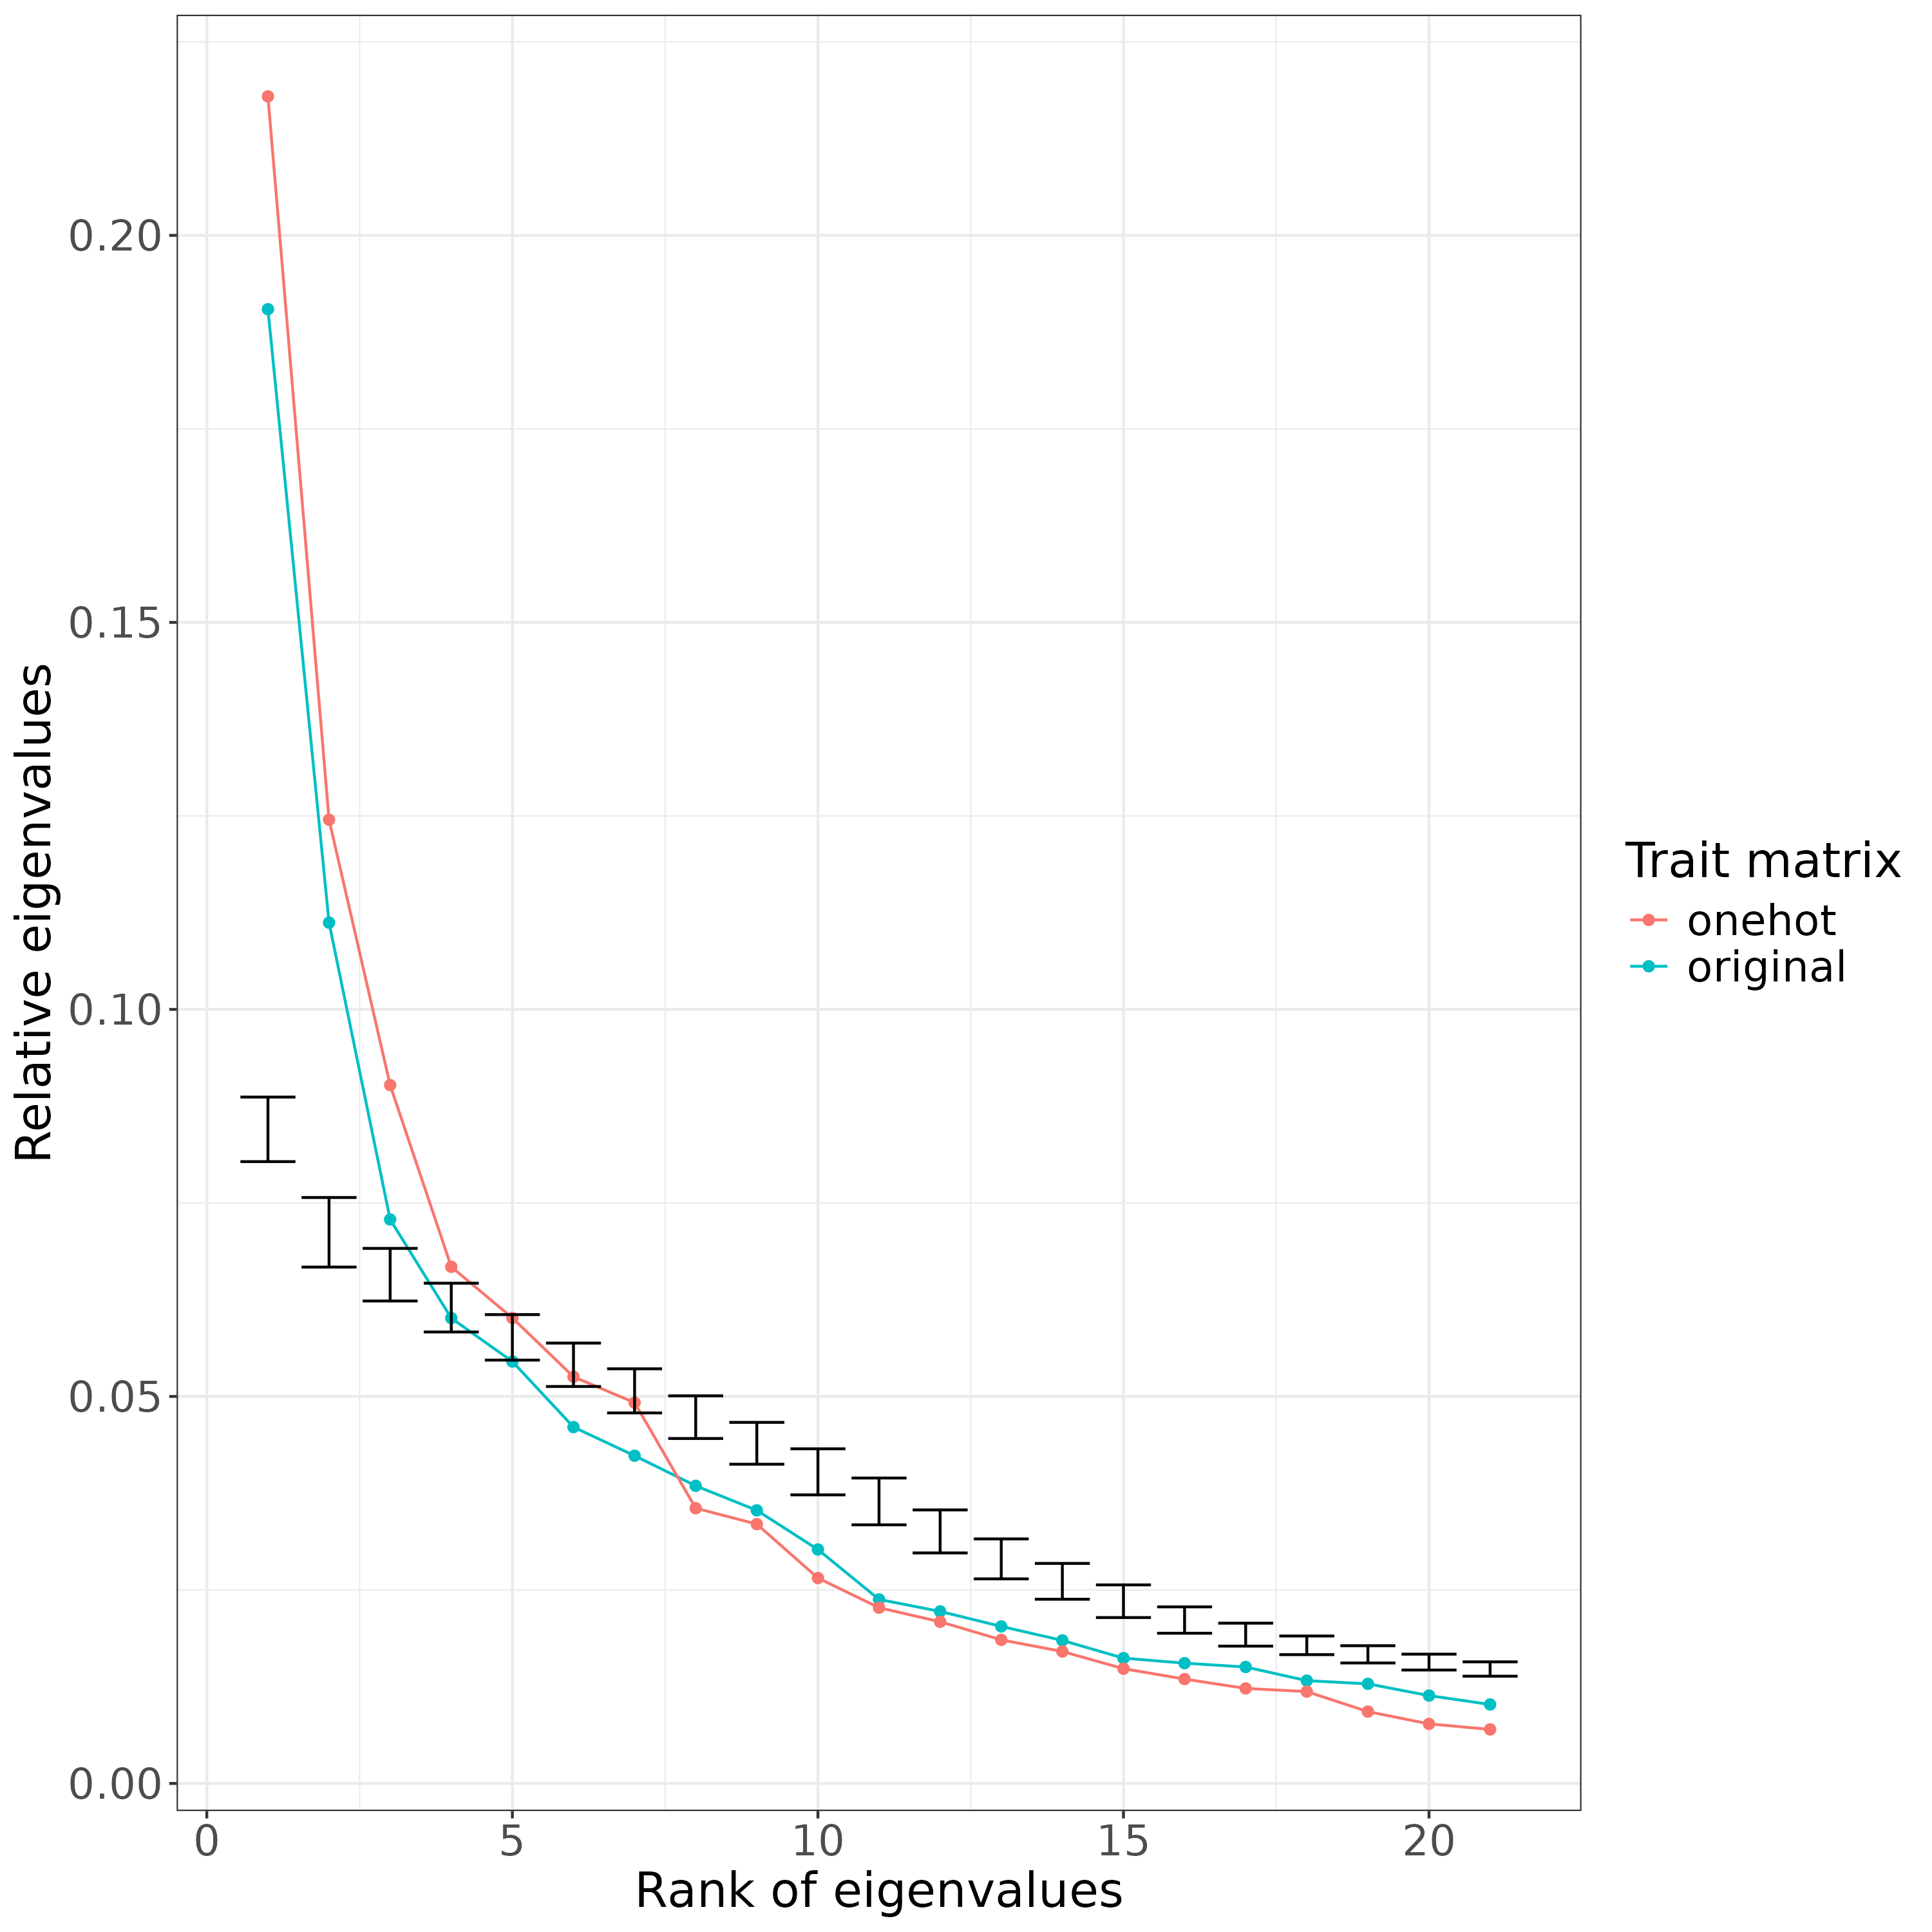 0.20
0.15
0.10
0.05
0.00
Relative eigenvalues
0 5 10 15 20
Rank of eigenvalues
Trait matrix
onehot
original